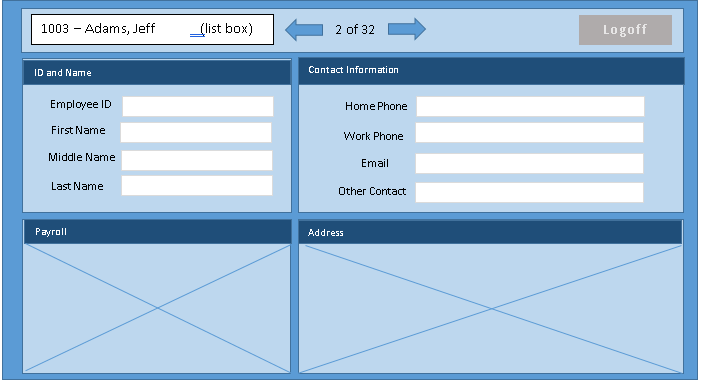 1003 – Adams, Jeff (list box)
2 of 32
Logoff
ID and Name
Employee ID
First Name
Middle Name
Last Name
Contact Information
Home Phone
Work Phone
Email
Other Contact
Payroll
Address